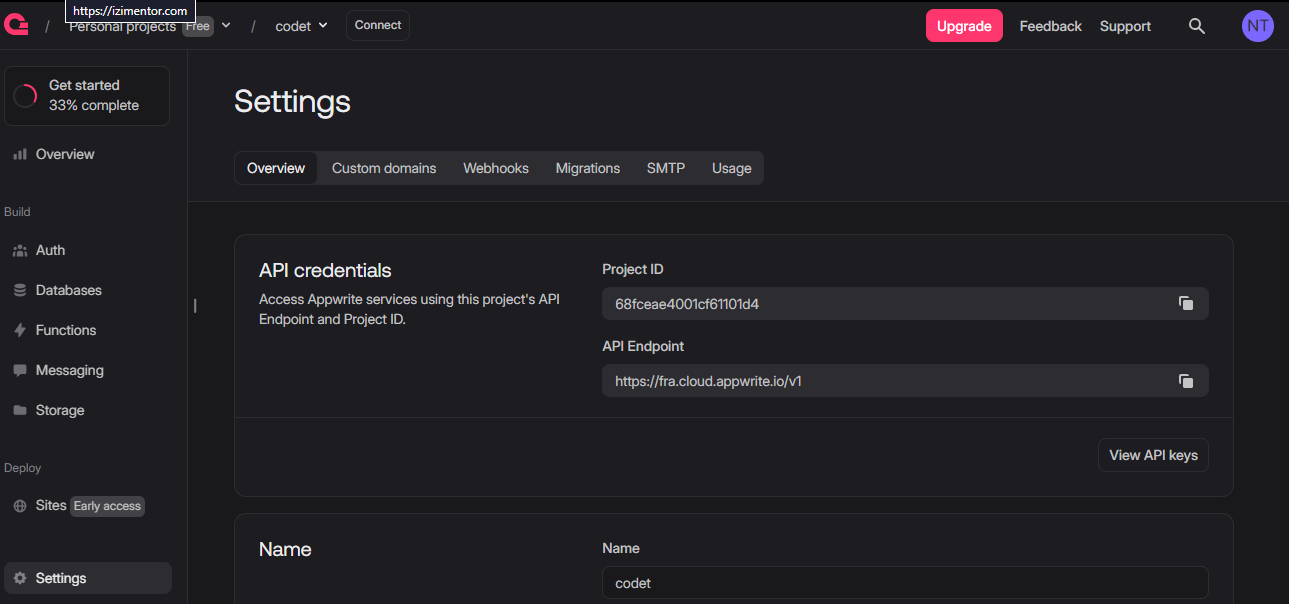 https://izimentor.com
/ Personal projects Free / codet Connect Upgrade Feedback Support NT
Get started
33% complete
Overview
Build
Auth
Databases
Functions
Messaging
Storage
Deploy
Sites Early access
Settings
Settings
Overview Custom domains Webhooks Migrations SMTP Usage
API credentials
Access Appwrite services using this project's API
Endpoint and Project ID.
Project ID
68fceae4001cf61101d4
API Endpoint
https://fra.cloud.appwrite.io/v1
View API keys
Name
Name
codet